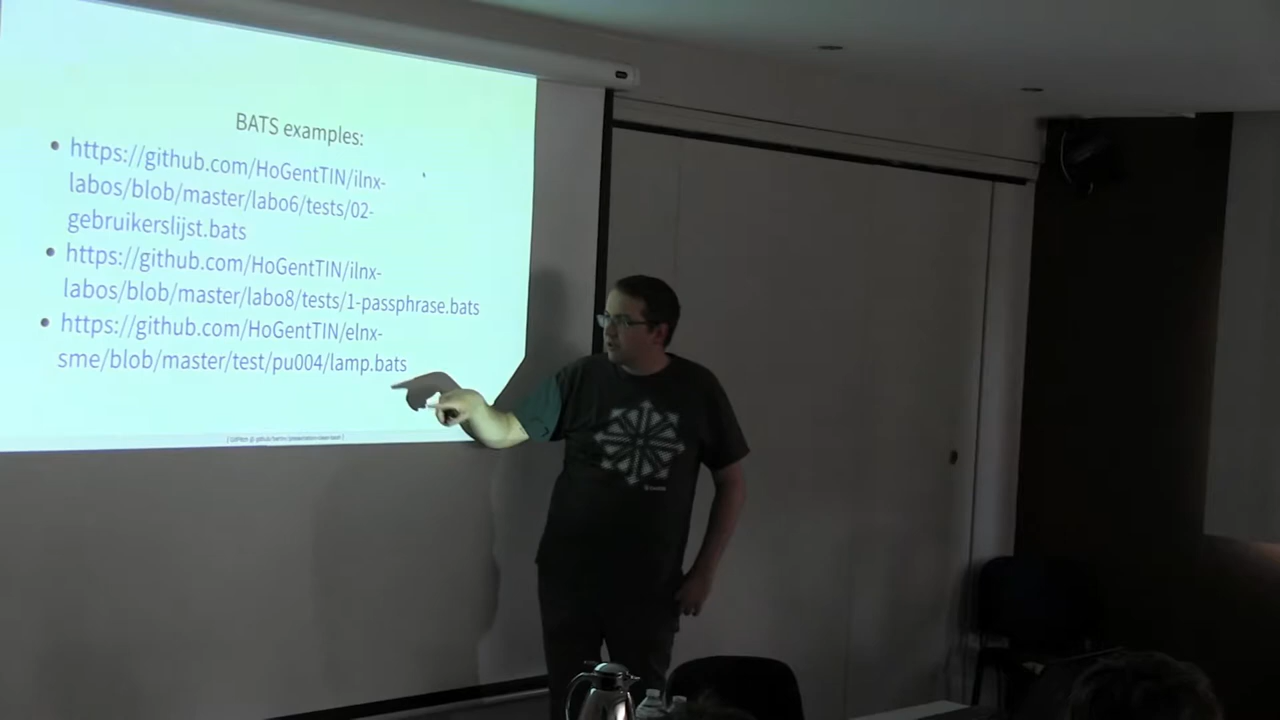 BATS examples:
• https://github.com/HoGentTIN/ilnx-
labos/blob/master/labo6/tests/02-
gebruikerslijst.bats
• https://github.com/HoGentTIN/ilnx-
labos/blob/master/labo8/tests/1-passphrase.bats
• https://github.com/HoGentTIN/elnx-
sme/blob/master/test/pu004/lamp.bats